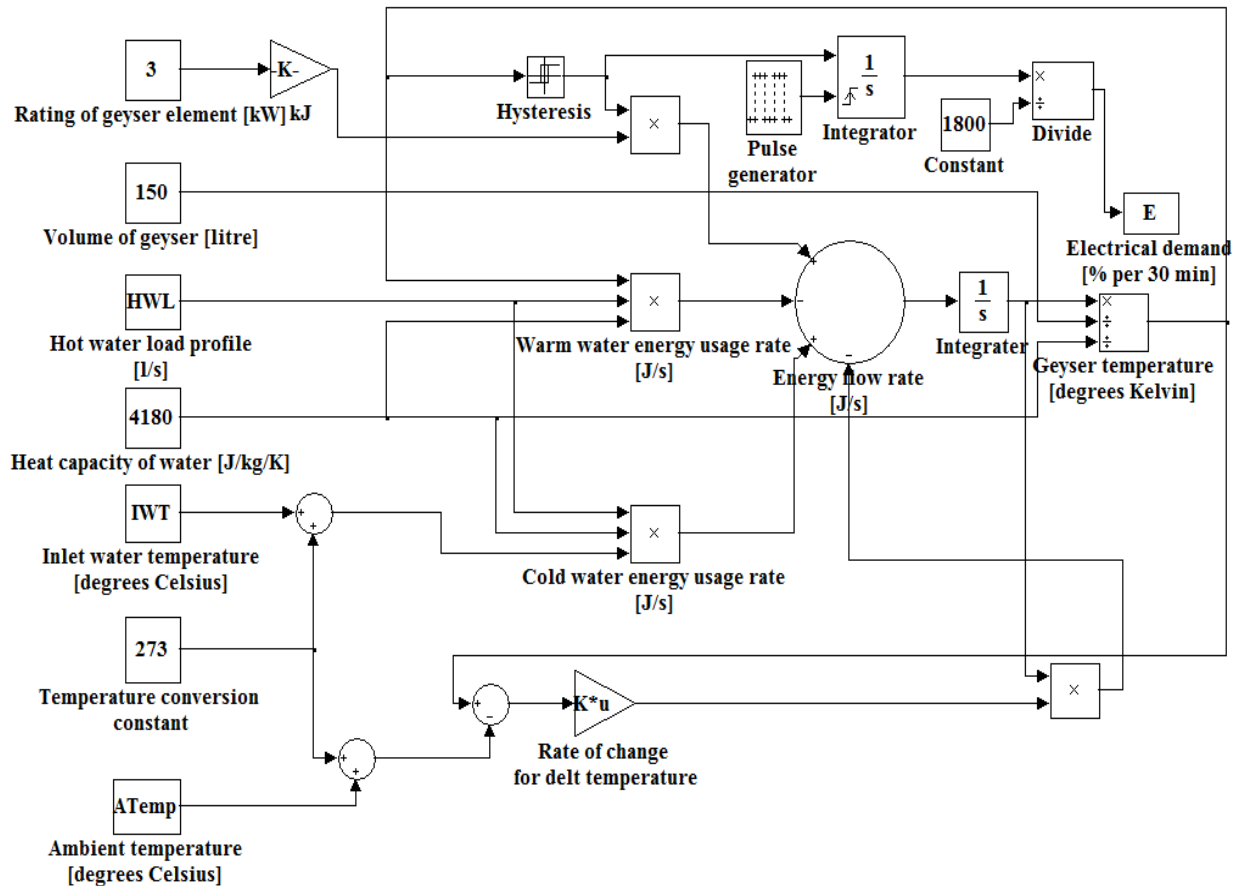 3
-K-
Rating of geyser element [kW]
kJ
Hysteresis
×
Pulse
generator
1
s
Integrator
1800
Constant
×
÷
Divide
E
Electrical demand
[% per 30 min]
150
Volume of geyser [litre]
HWL
Hot water load profile
[l/s]
×
Warm water energy usage rate
[J/s]
+
-
+
-
Energy flow rate
[J/s]
1
s
Integrater
×
÷
÷
Geyser temperature
[degrees Kelvin]
4180
Heat capacity of water [J/kg/K]
IWT
Inlet water temperature
[degrees Celsius]
+
+
×
Cold water energy usage rate
[J/s]
273
Temperature conversion
constant
+
-
K*u
Rate of change
for delt temperature
×
+
+
ATemp
Ambient temperature
[degrees Celsius]